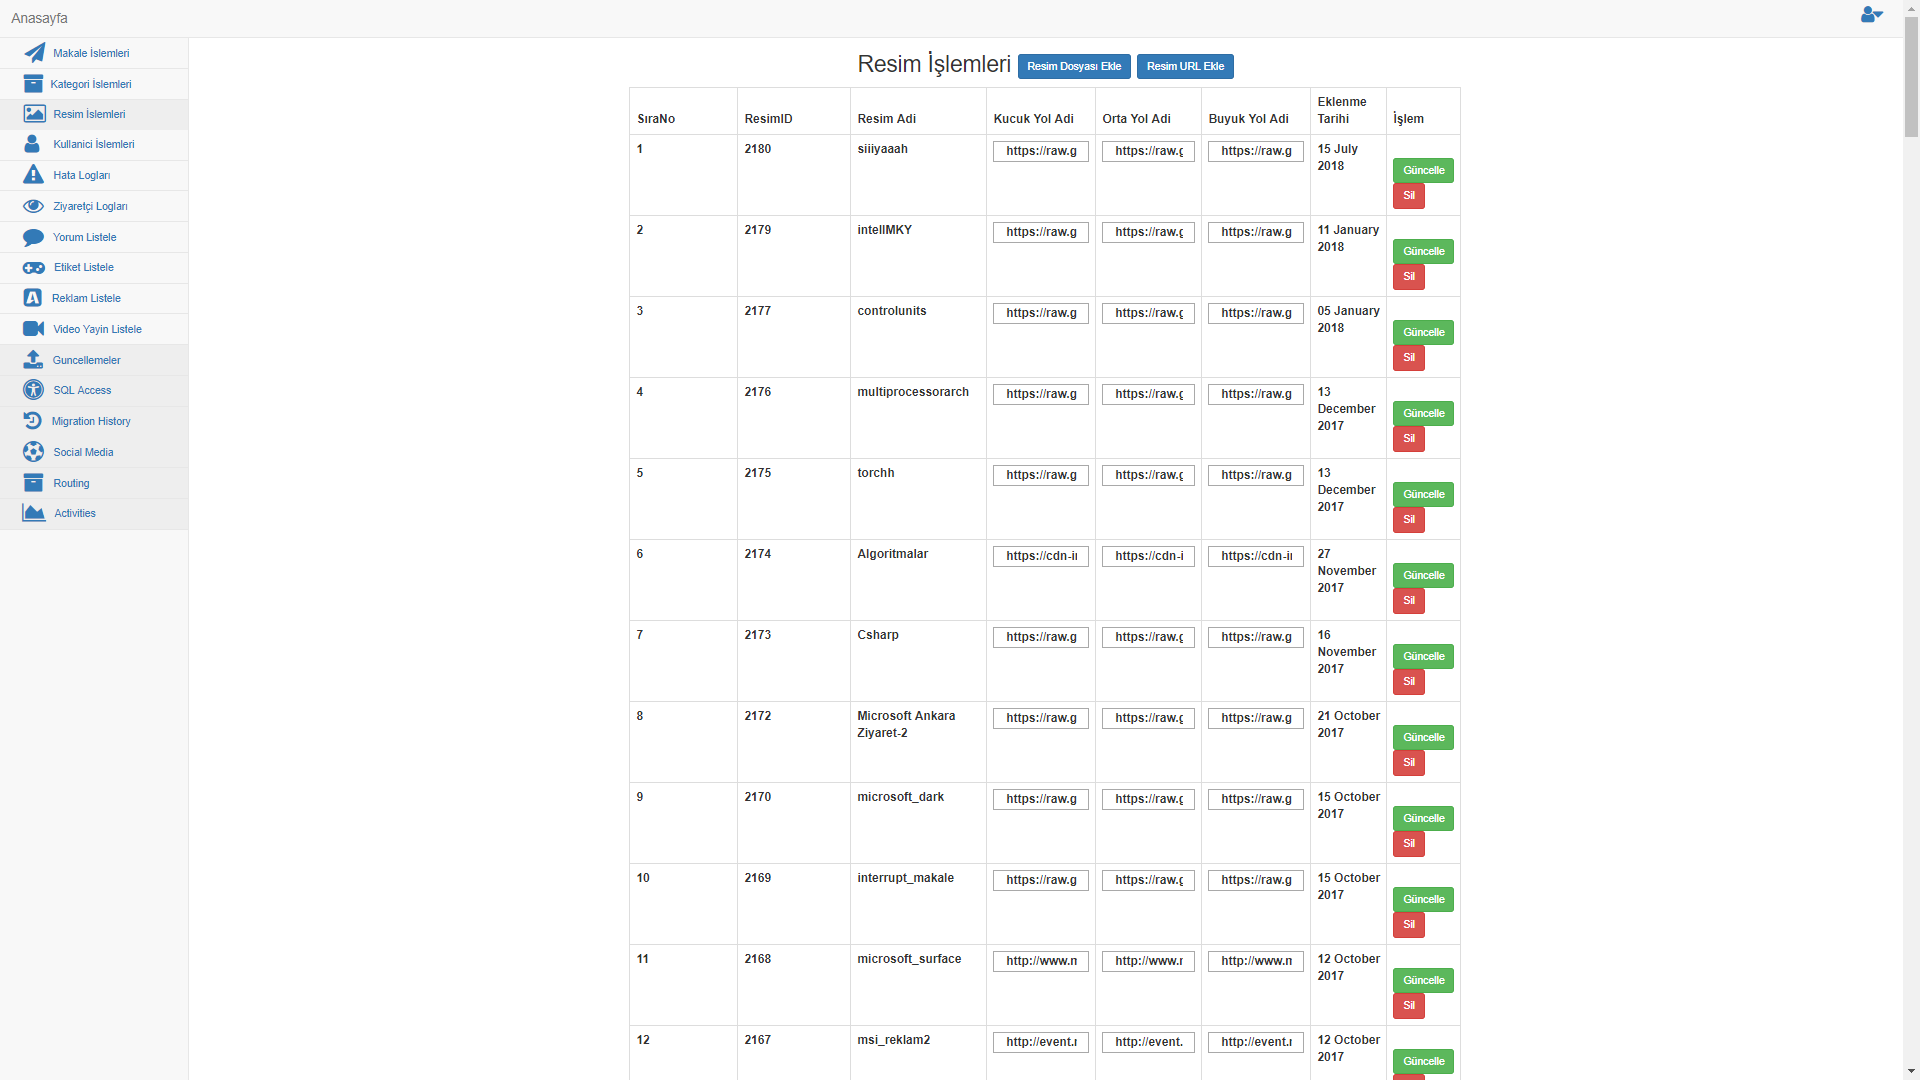 Anasayfa
Makale İslemleri
Kategori İslemleri
Resim İslemleri
Kullanici İslemleri
Hata Logları
Ziyaretçi Logları
Yorum Listele
Etiket Listele
Reklam Listele
Video Yayin Listele
Guncellemeler
SQL Access
Migration History
Social Media
Routing
Activities
Resim İşlemleri Resim Dosyası Ekle Resim URL Ekle
SıraNo ResimID Resim Adi Kucuk Yol Adi Orta Yol Adi Buyuk Yol Adi Eklenme Tarihi İşlem
1 2180 siiiyaaah https://raw.g https://raw.g https://raw.g 15 July 2018 Güncelle Sil
2 2179 intelIMKY https://raw.g https://raw.g https://raw.g 11 January 2018 Güncelle Sil
3 2177 controlunits https://raw.g https://raw.g https://raw.g 05 January 2018 Güncelle Sil
4 2176 multiprocessorarch https://raw.g https://raw.g https://raw.g 13 December 2017 Güncelle Sil
5 2175 torchh https://raw.g https://raw.g https://raw.g 13 December 2017 Güncelle Sil
6 2174 Algoritmalar https://cdn-i https://cdn-i https://cdn-i 27 November 2017 Güncelle Sil
7 2173 Csharp https://raw.g https://raw.g https://raw.g 16 November 2017 Güncelle Sil
8 2172 Microsoft Ankara Ziyaret-2 https://raw.g https://raw.g https://raw.g 21 October 2017 Güncelle Sil
9 2170 microsoft_dark https://raw.g https://raw.g https://raw.g 15 October 2017 Güncelle Sil
10 2169 interrupt_makale https://raw.g https://raw.g https://raw.g 15 October 2017 Güncelle Sil
11 2168 microsoft_surface http://www.n http://www.r http://www.n 12 October 2017 Güncelle Sil
12 2167 msi_reklam2 http://event.r http://event. http://event.r 12 October 2017 Güncelle